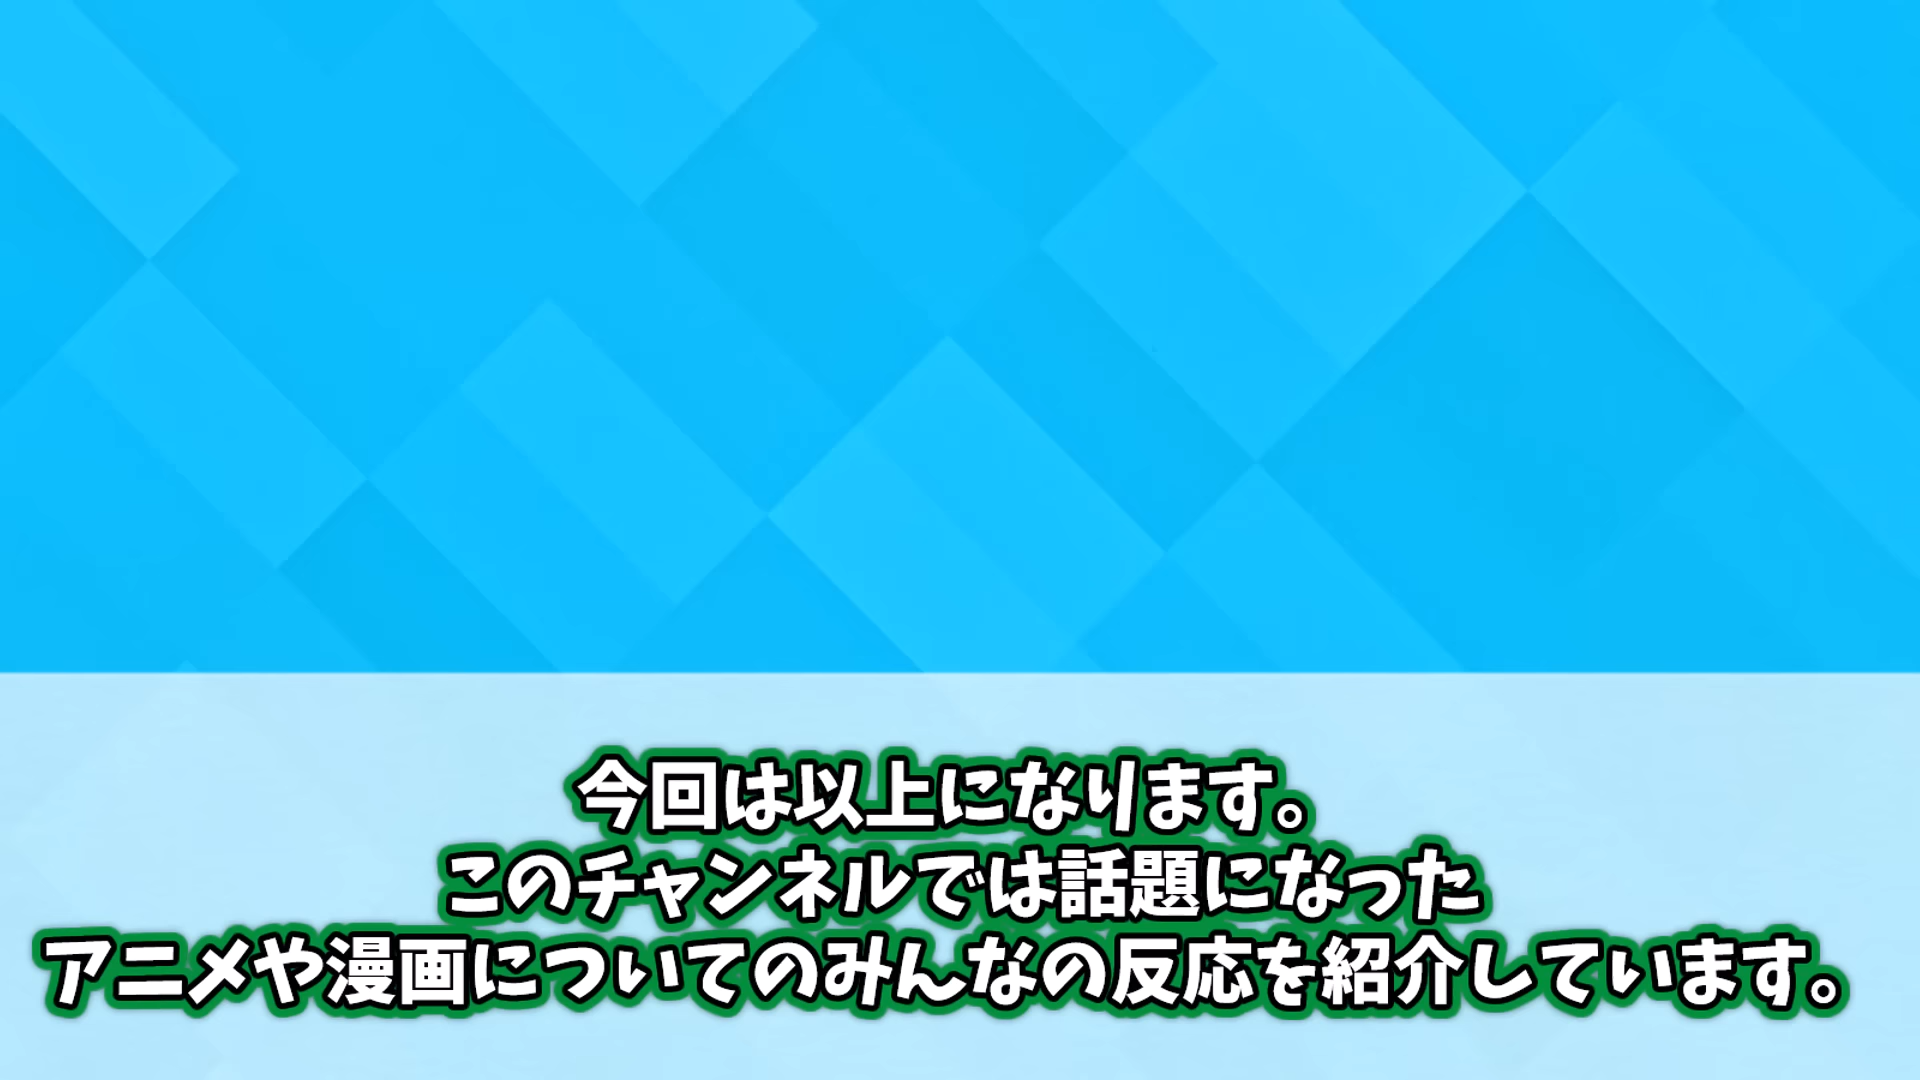 今回は以上になります。
このチャンネルでは話題になった
アニメや漫画についてのみんなの反応を紹介しています。